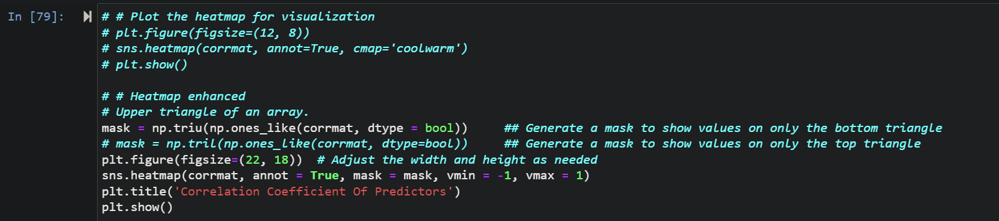 In [79]: # # Plot the heatmap for visualization
# plt.figure(figsize=(12, 8))
# sns.heatmap(corrmat, annot=True, cmap='coolwarm')
# plt.show()
# # Heatmap enhanced
# Upper triangle of an array.
mask = np.triu(np.ones_like(corrmat, dtype = bool))     ## Generate a mask to show values on only the bottom triangle
# mask = np.tril(np.ones_like(corrmat, dtype=bool))     ## Generate a mask to show values on only the top triangle
plt.figure(figsize=(22, 18))  # Adjust the width and height as needed
sns.heatmap(corrmat, annot = True, mask = mask, vmin = -1, vmax = 1)
plt.title('Correlation Coefficient Of Predictors')
plt.show()